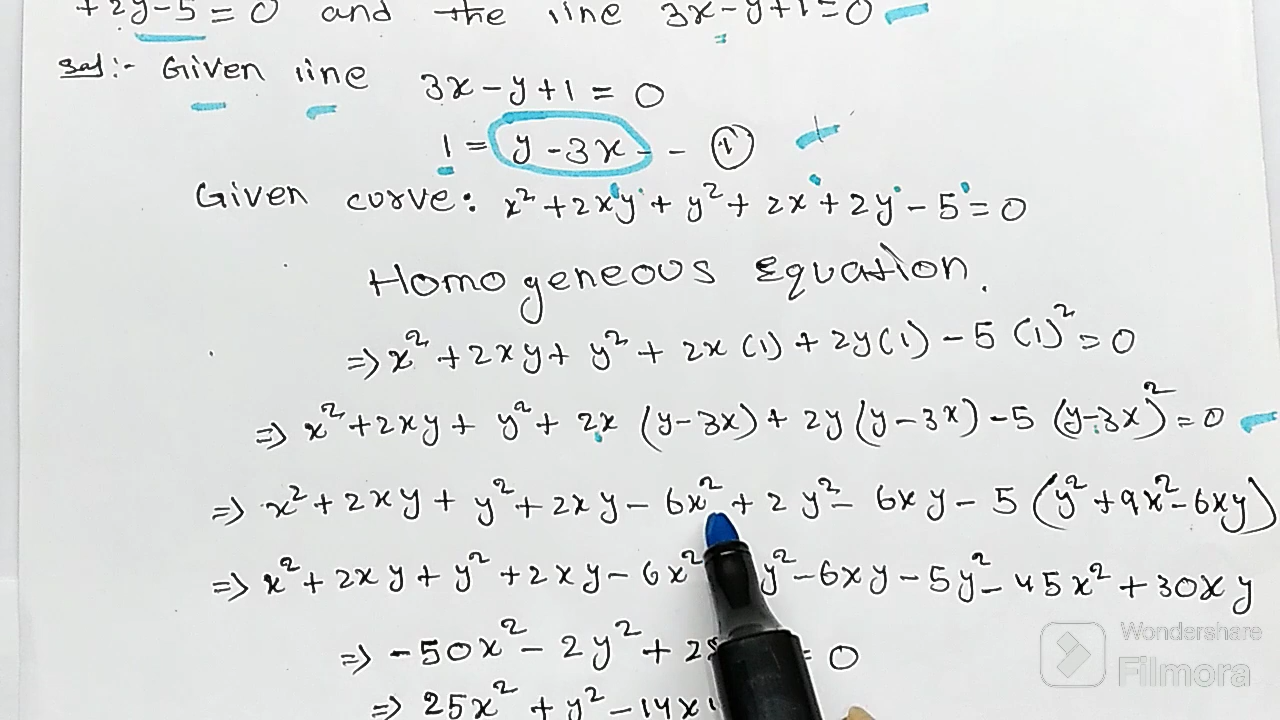 +2y-5=0 and the line 3x-y+1=0
Sol:- Given line 3x-y+1=0
1 = y-3x -- 1
Given curve: x²+2xy+y²+2x+2y-5=0
Homogeneous Equation.
⇒ x²+2xy+y²+2x(1)+2y(1)-5(1)²=0
⇒ x²+2xy+y²+2x(y-3x)+2y(y-3x)-5(y-3x)²=0
⇒ x²+2xy+y²+2xy-6x²+2y²-6xy-5(y²+9x²-6xy)
⇒ x²+2xy+y²+2xy-6x² y²-6xy-5y²-45x²+30xy
⇒ -50x²-2y²+2 =0
⇒ 25x²+y²-14x
Wondershare
Filmora